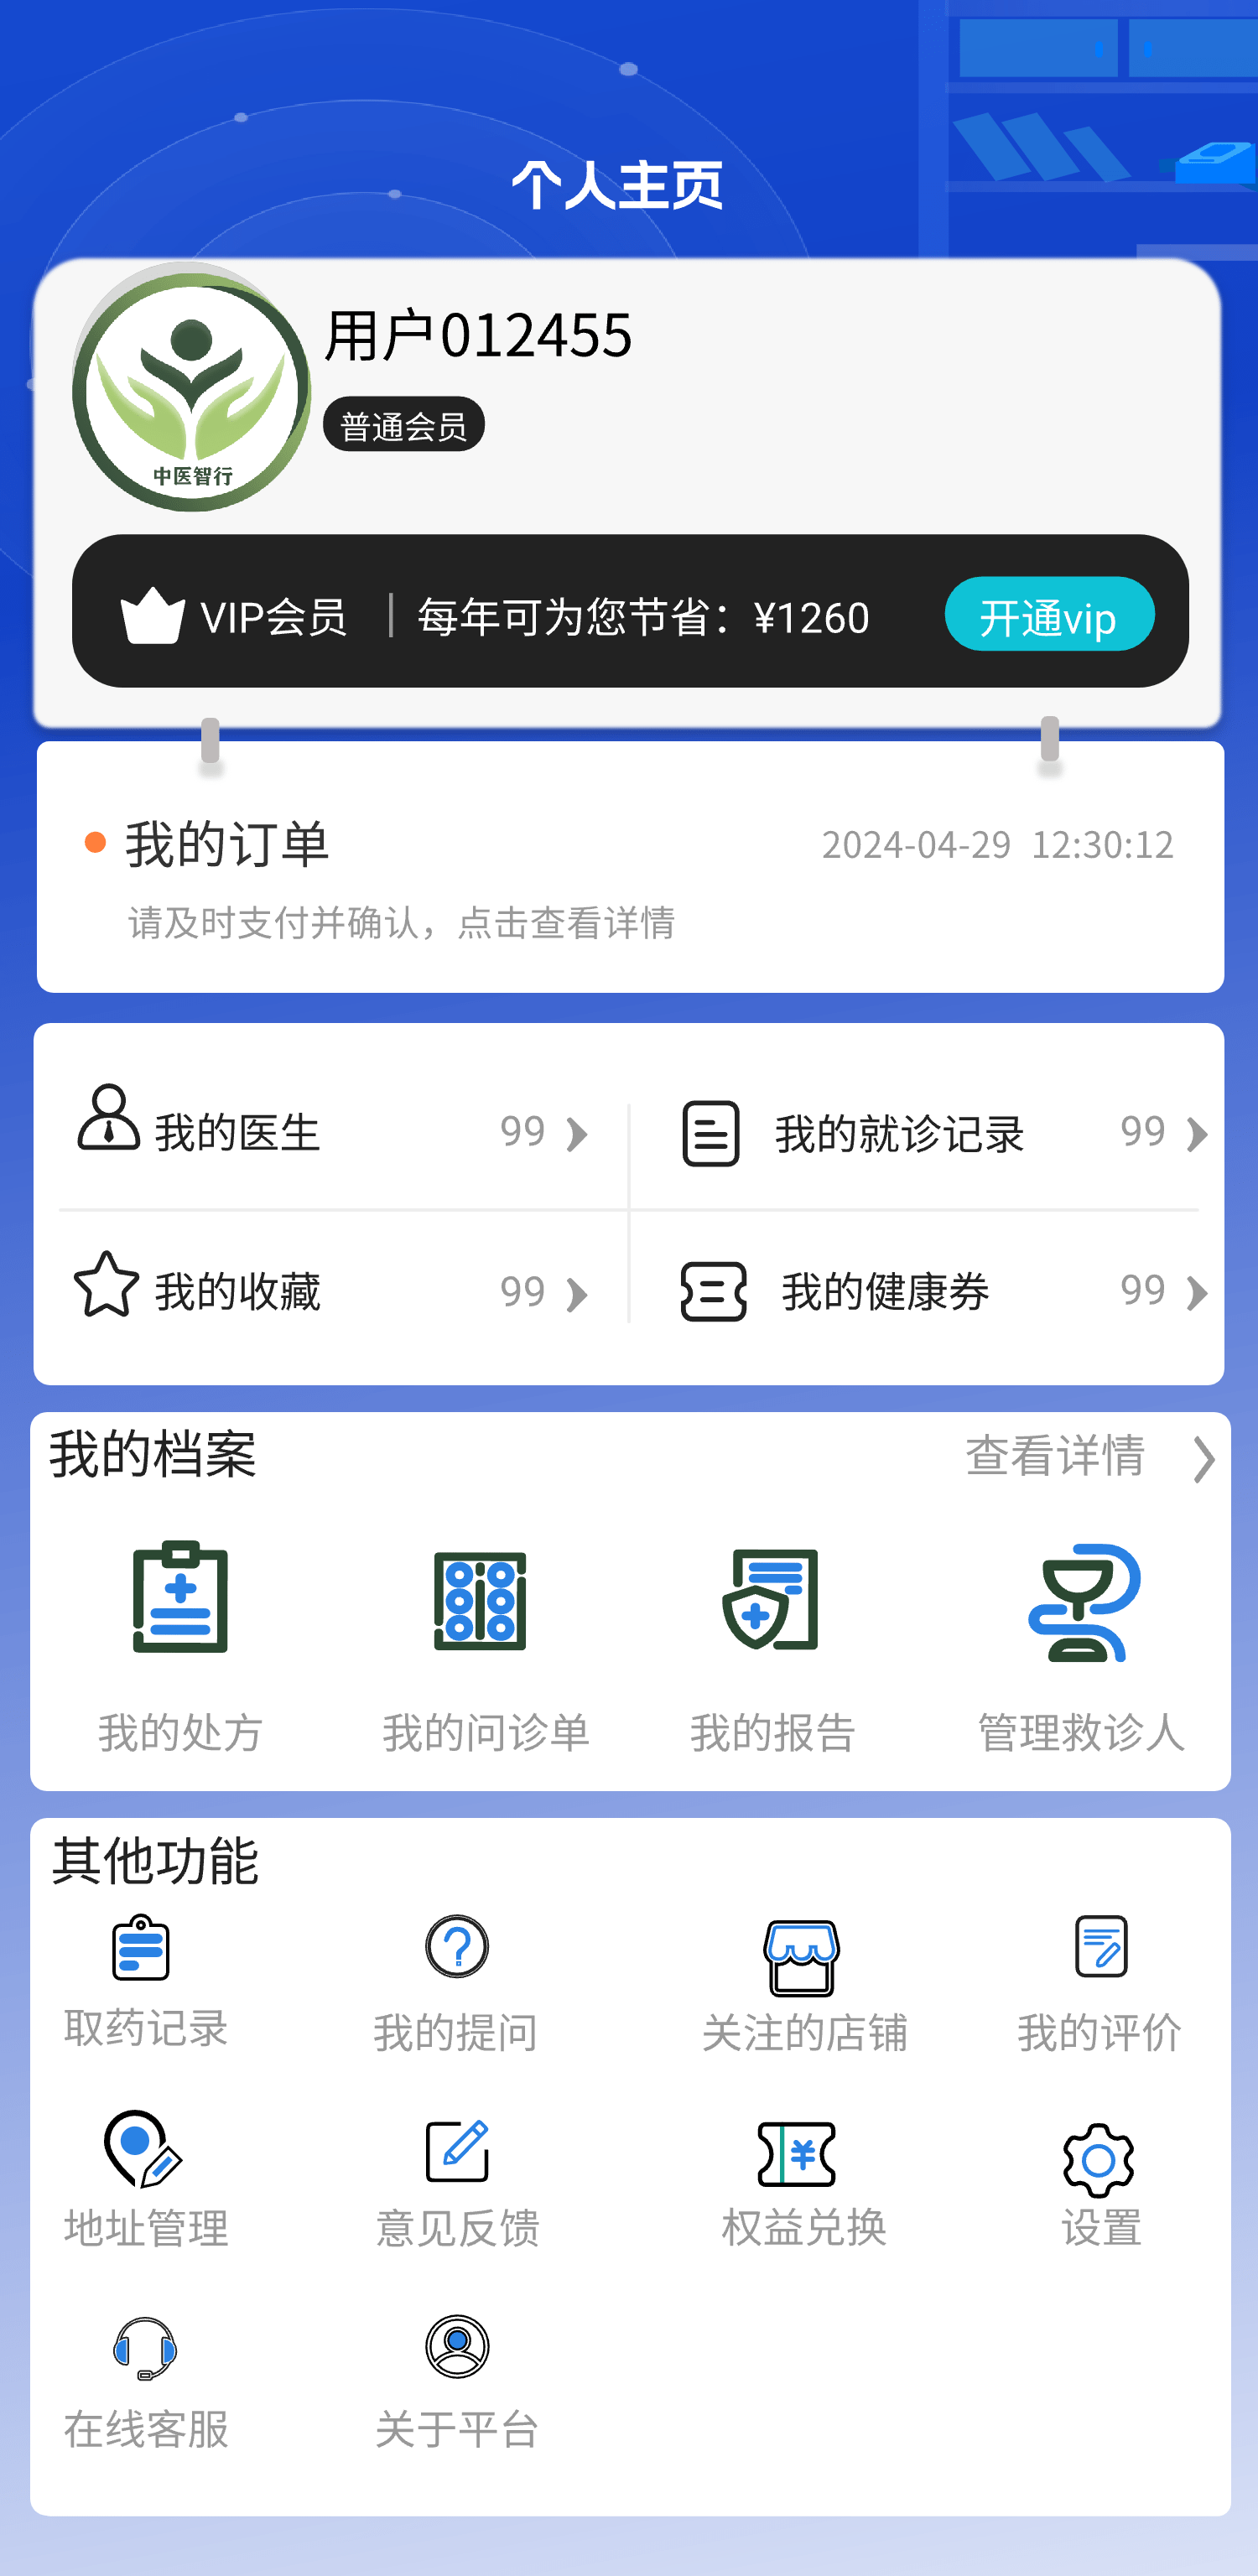 个人主页
用户012455
普通会员
中医智行
VIP会员 每年可为您节省：¥1260 开通vip
我的订单 2024-04-29 12:30:12
请及时支付并确认，点击查看详情
我的医生 99 我的就诊记录 99
我的收藏 99 我的健康券 99
我的档案 查看详情
我的处方 我的问诊单 我的报告 管理救诊人
其他功能
取药记录 我的提问 关注的店铺 我的评价
地址管理 意见反馈 权益兑换 设置
在线客服 关于平台